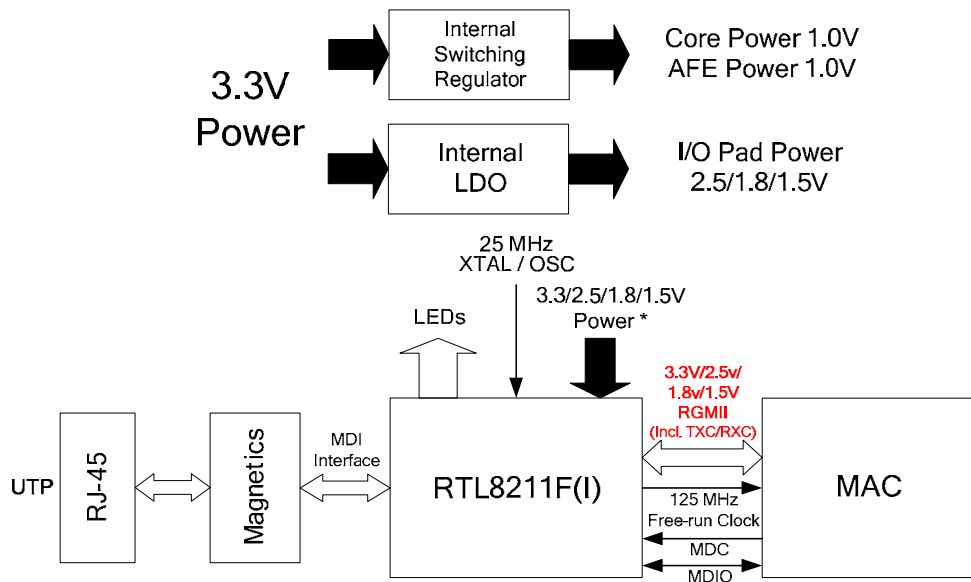 3.3V
Power
Internal
Switching
Regulator
Core Power 1.0V
AFE Power 1.0V
Internal
LDO
I/O Pad Power
2.5/1.8/1.5V
25 MHz
XTAL / OSC
3.3/2.5/1.8/1.5V
Power *
LEDs
3.3V/2.5v/
1.8v/1.5V
RGMII
(Incl. TXC/RXC)
UTP
RJ-45
Magnetics
MDI
Interface
RTL8211F(I)
125 MHz
Free-run Clock
MDC
MDIO
MAC